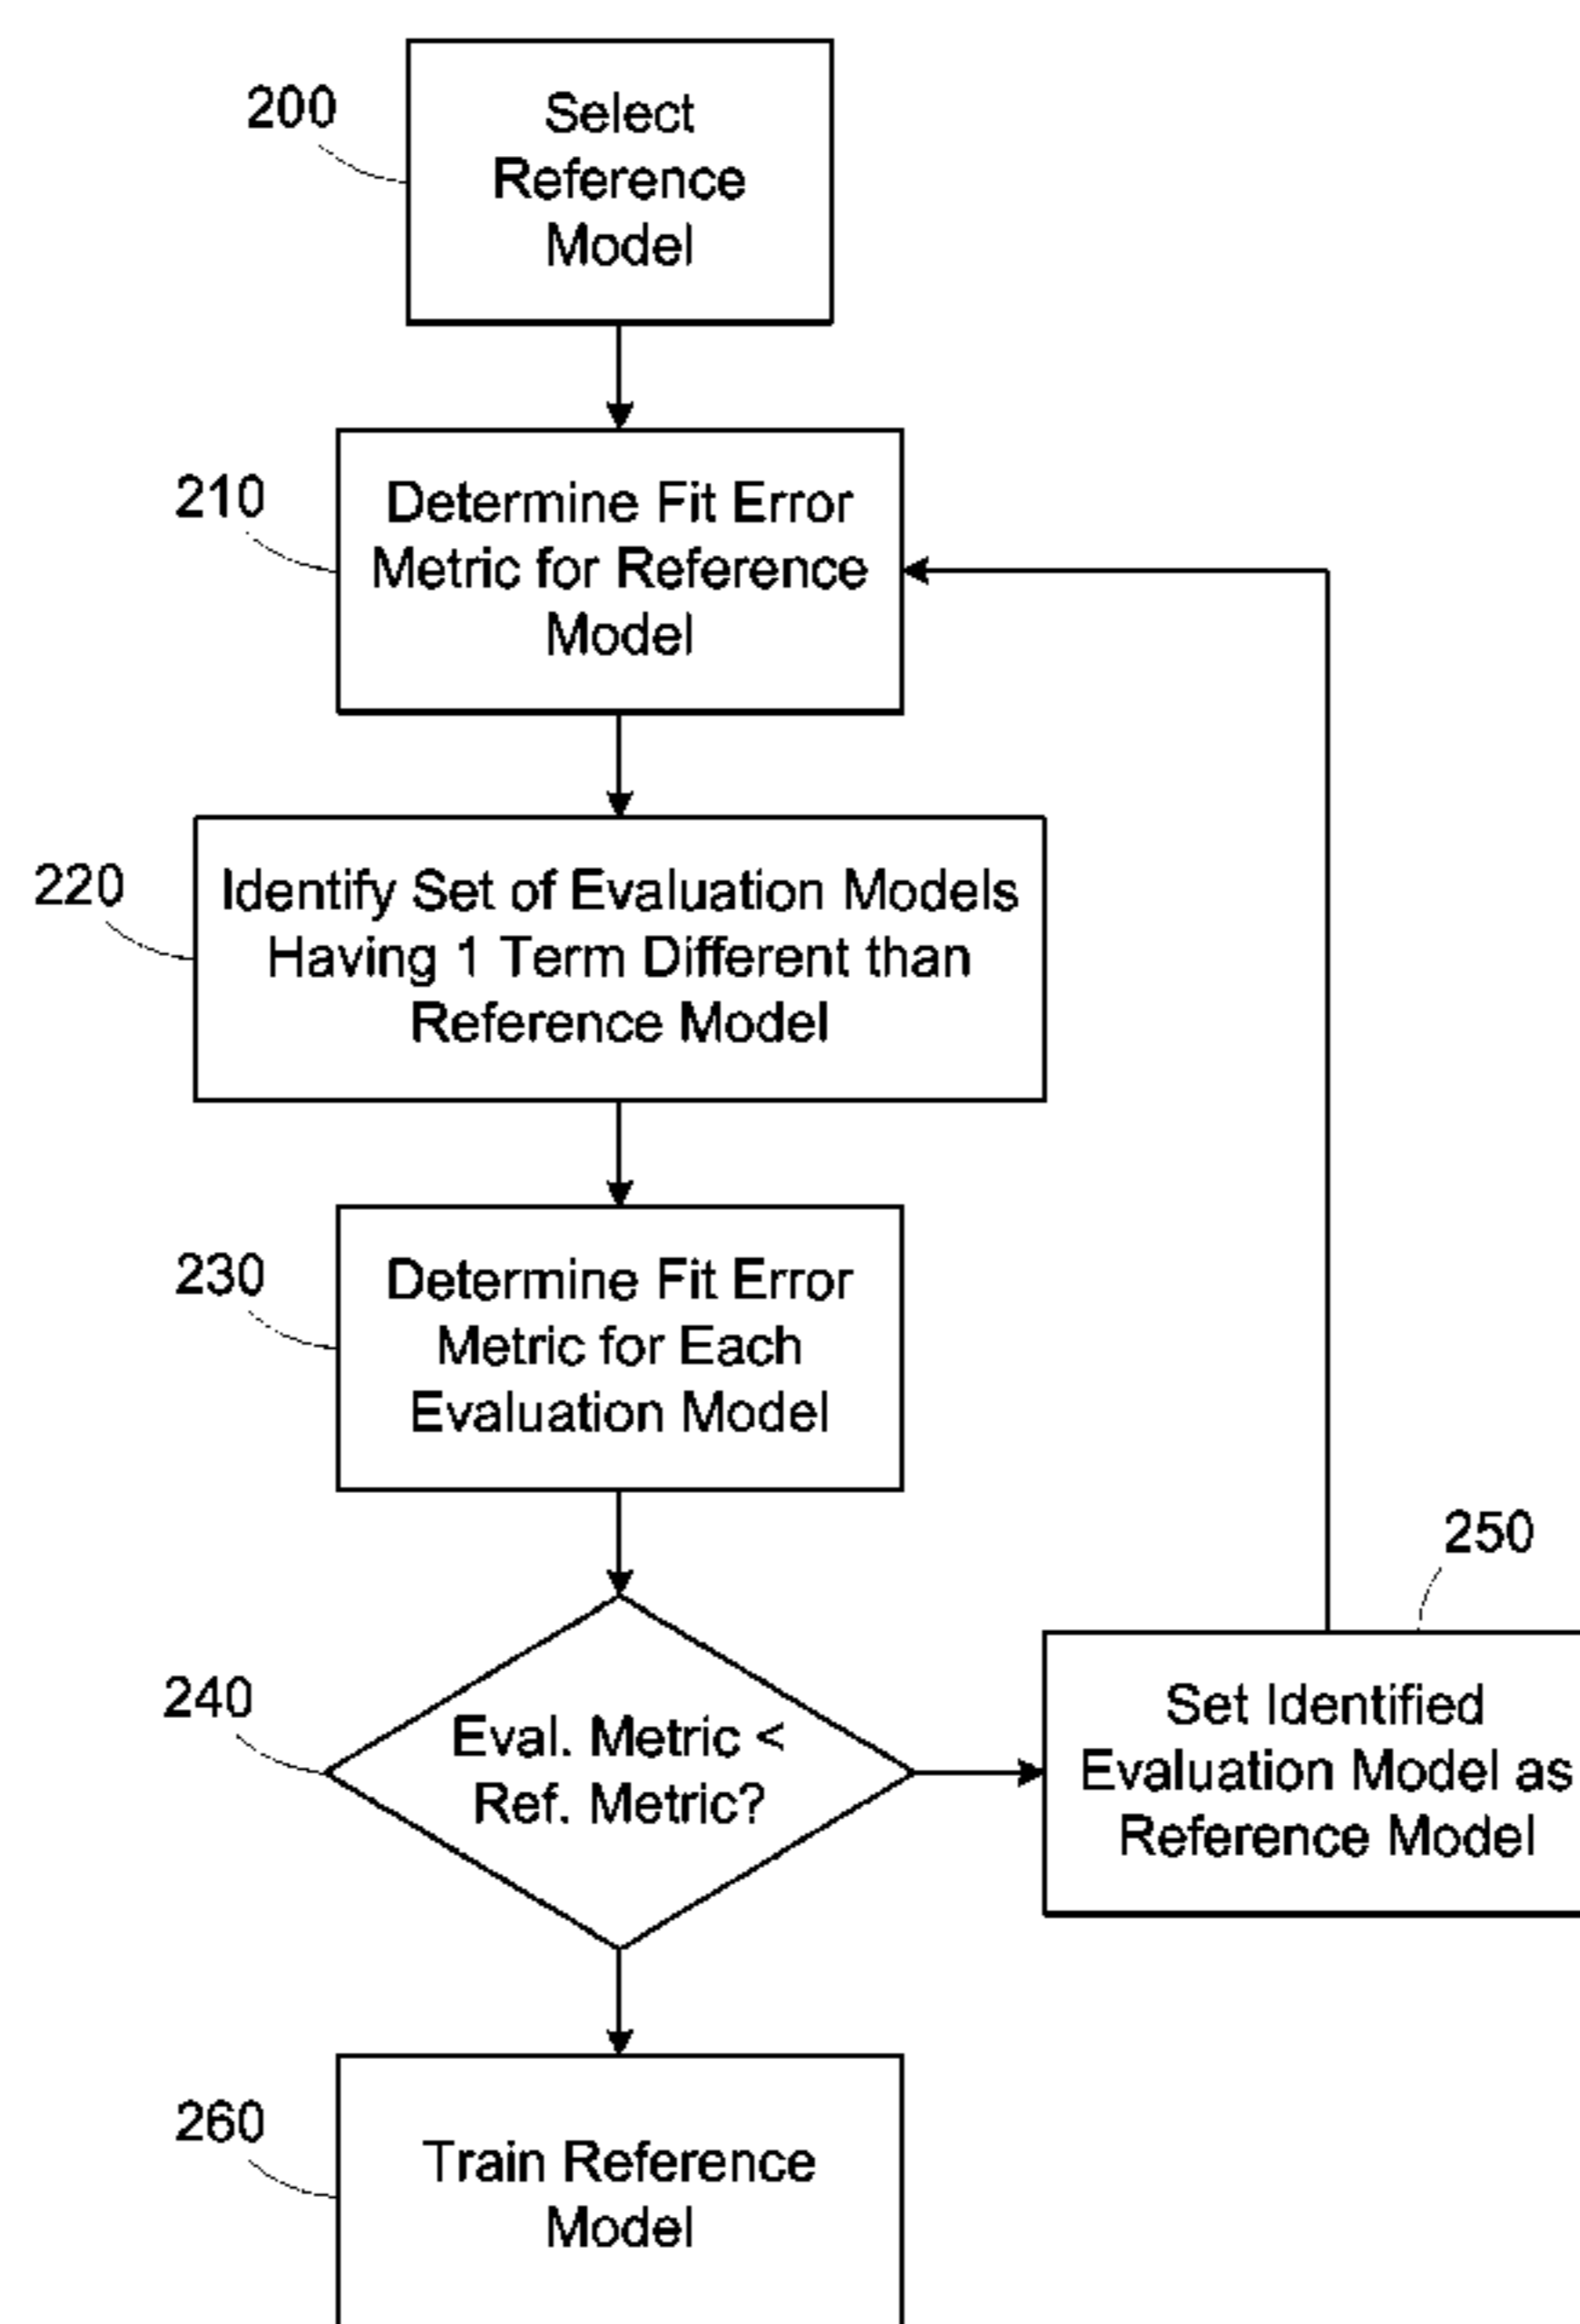 200
Select
Reference
Model
210
Determine Fit Error
Metric for Reference
Model
220
Identify Set of Evaluation Models
Having 1 Term Different than
Reference Model
230
Determine Fit Error
Metric for Each
Evaluation Model
240
Eval. Metric <
Ref. Metric?
250
Set Identified
Evaluation Model as
Reference Model
260
Train Reference
Model